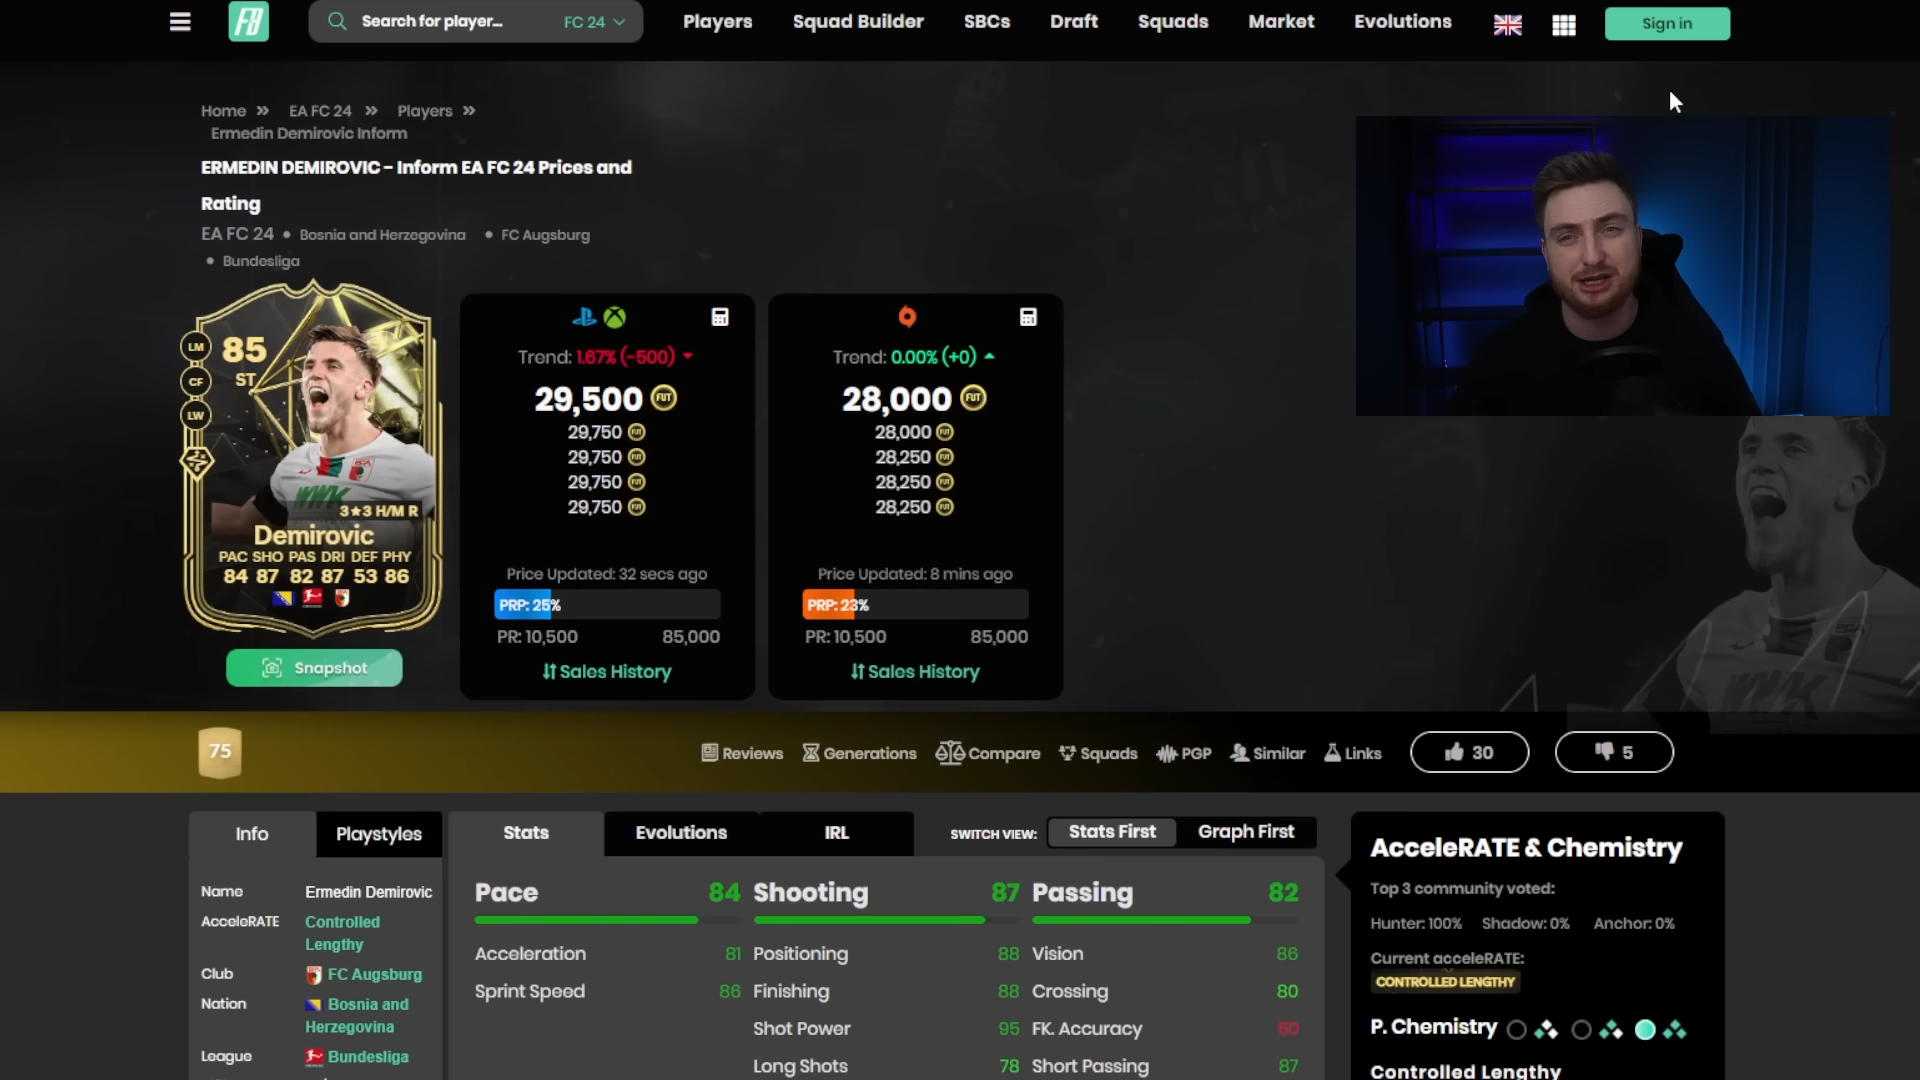 FB
Search for player...
FC 24
Players
Squad Builder
SBCs
Draft
Squads
Market
Evolutions
Sign in
Home » EA FC 24 » Players »
Ermedin Demirovic Inform
ERMEDIN DEMIROVIC - Inform EA FC 24 Prices and
Rating
EA FC 24 • Bosnia and Herzegovina • FC Augsburg
• Bundesliga
LM
85
ST
CF
LW
WWK
3★3 H/M R
Demirovic
PAC SHO PAS DRI DEF PHY
84 87 82 87 53 86
Snapshot
Trend: 1.67% (-500)
29,500 FUT
29,750
29,750
29,750
29,750
Price Updated: 32 secs ago
PRP: 25%
PR: 10,500 85,000
Sales History
Trend: 0.00% (+0)
28,000 FUT
28,000
28,250
28,250
28,250
Price Updated: 8 mins ago
PRP: 23%
PR: 10,500 85,000
Sales History
WWK
75
Reviews
Generations
Compare
Squads
PGP
Similar
Links
30
5
Info
Playstyles
Name Ermedin Demirovic
AcceleRATE Controlled
Lengthy
Club FC Augsburg
Nation Bosnia and
Herzegovina
League Bundesliga
Stats
Evolutions
IRL
SWITCH VIEW:
Stats First
Graph First
Pace 84
Acceleration 81
Sprint Speed 86
Shooting 87
Positioning 88
Finishing 88
Shot Power 95
Long Shots 78
Passing 82
Vision 86
Crossing 80
FK. Accuracy 50
Short Passing 87
AcceleRATE & Chemistry
Top 3 community voted:
Hunter: 100% Shadow: 0% Anchor: 0%
Current acceleRATE:
CONTROLLED LENGTHY
P. Chemistry
Controlled Lengthy